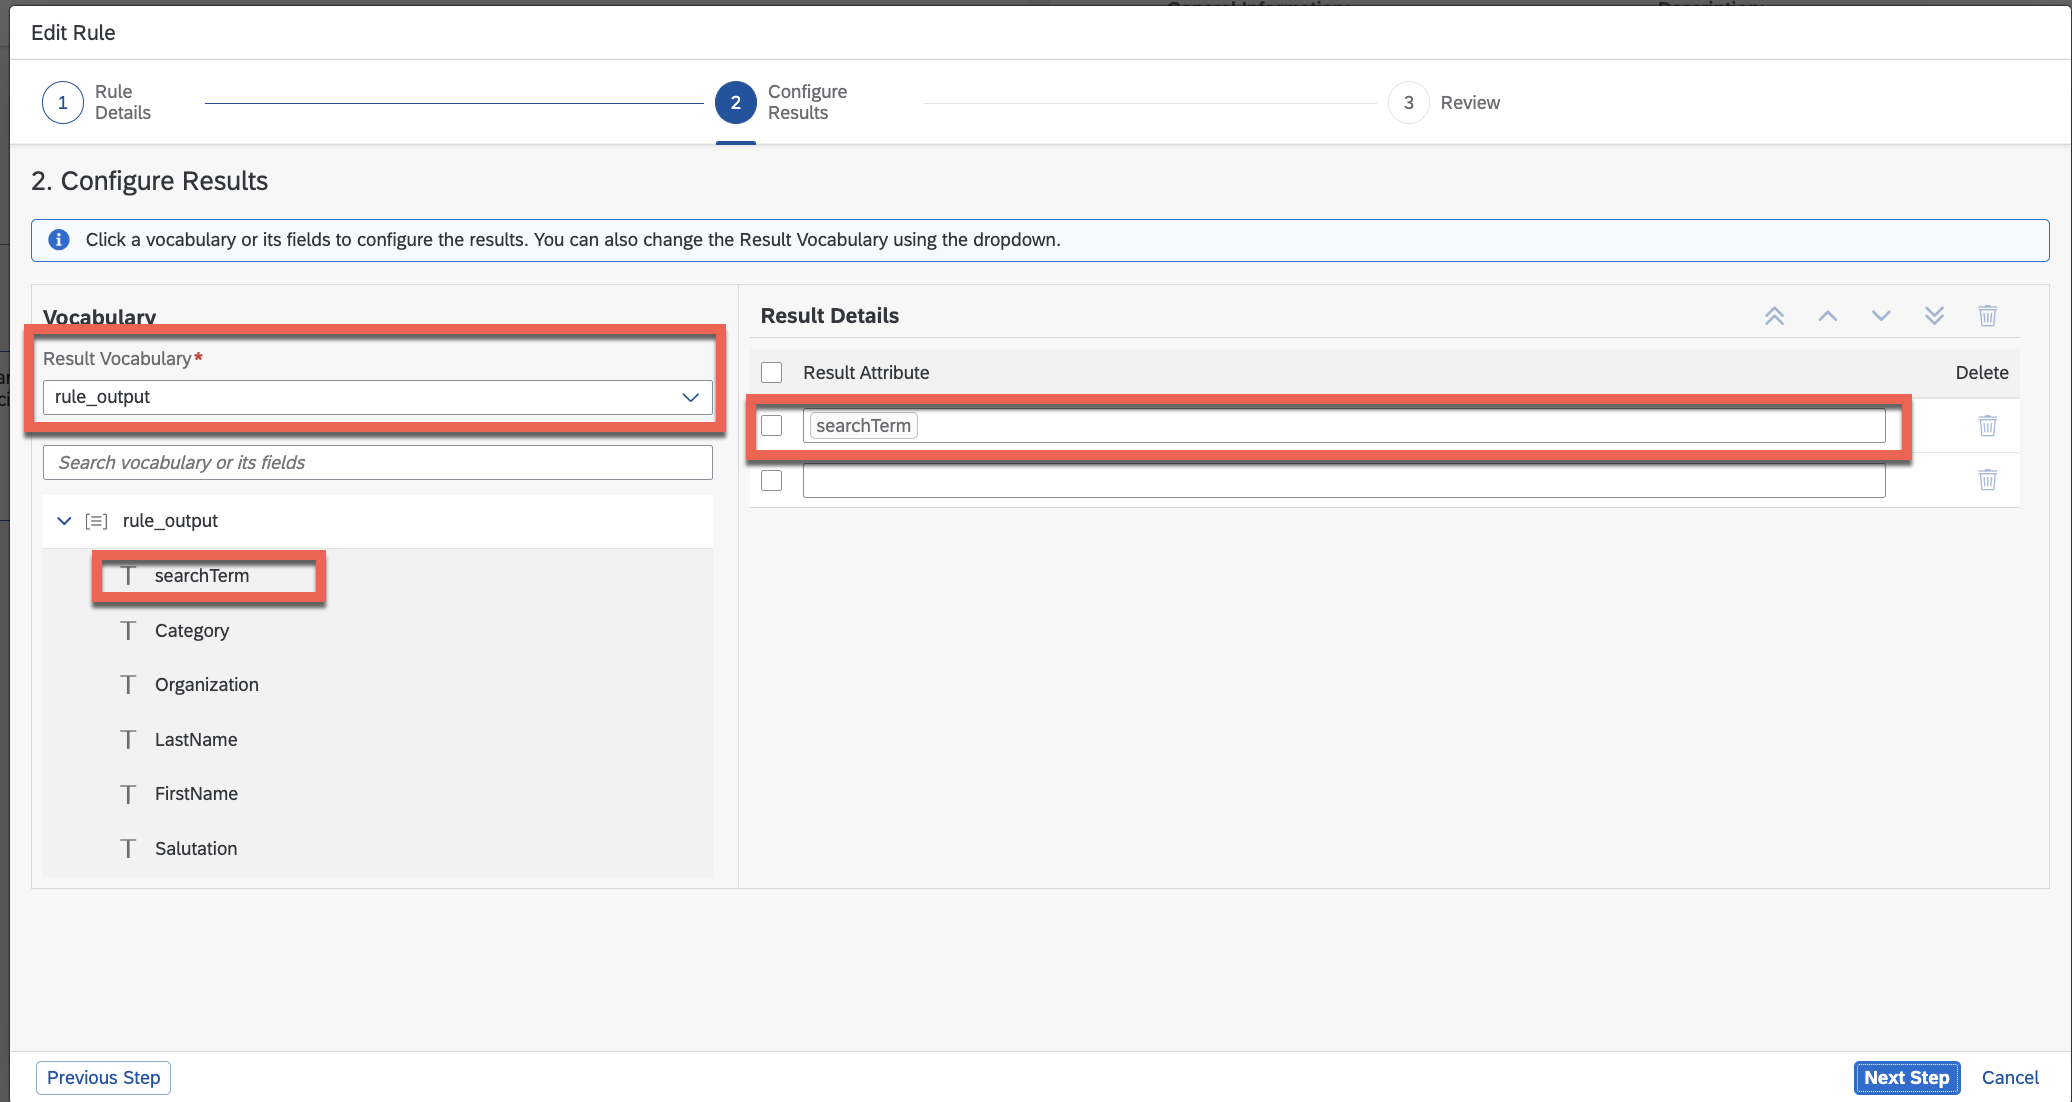 General Information:
Description:
Edit Rule
1
Rule
Details
2
Configure
Results
3
Review
2. Configure Results
Click a vocabulary or its fields to configure the results. You can also change the Result Vocabulary using the dropdown.
Vocabulary
Result Vocabulary*
rule_output
Search vocabulary or its fields
rule_output
searchTerm
Category
Organization
LastName
FirstName
Salutation
Result Details
Result Attribute
Delete
searchTerm
Previous Step
Next Step
Cancel